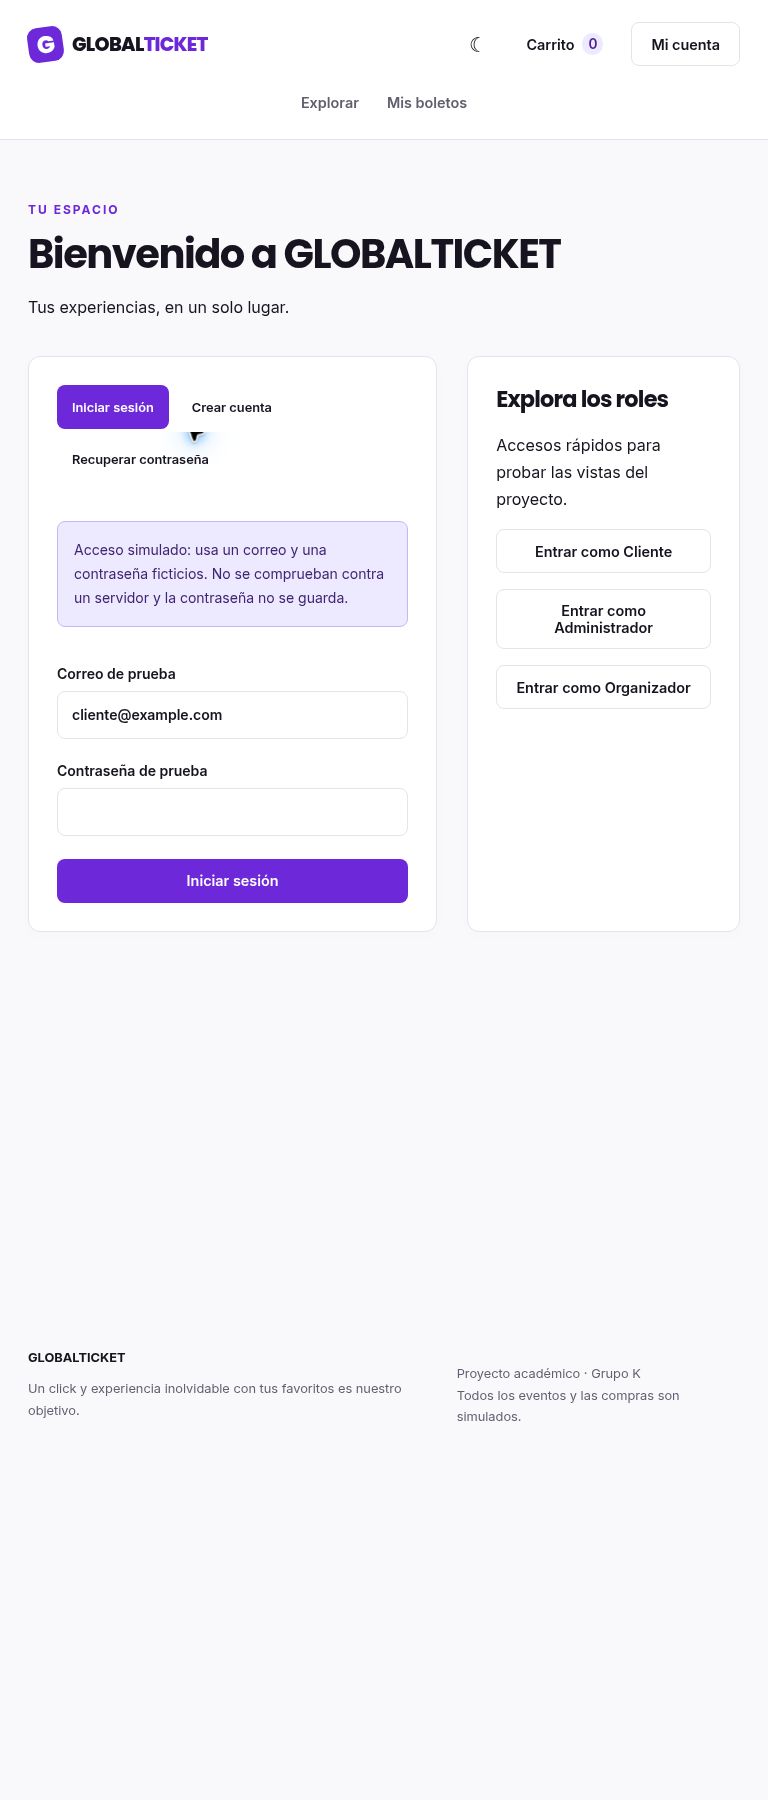 G GLOBALTICKET
Carrito 0
Mi cuenta
Explorar
Mis boletos
TU ESPACIO
Bienvenido a GLOBALTICKET
Tus experiencias, en un solo lugar.
Iniciar sesión
Crear cuenta
Recuperar contraseña
Acceso simulado: usa un correo y una
contraseña ficticios. No se comprueban contra
un servidor y la contraseña no se guarda.
Correo de prueba
cliente@example.com
Contraseña de prueba
Iniciar sesión
Explora los roles
Accesos rápidos para
probar las vistas del
proyecto.
Entrar como Cliente
Entrar como
Administrador
Entrar como Organizador
GLOBALTICKET
Un click y experiencia inolvidable con tus favoritos es nuestro
objetivo.
Proyecto académico · Grupo K
Todos los eventos y las compras son
simulados.